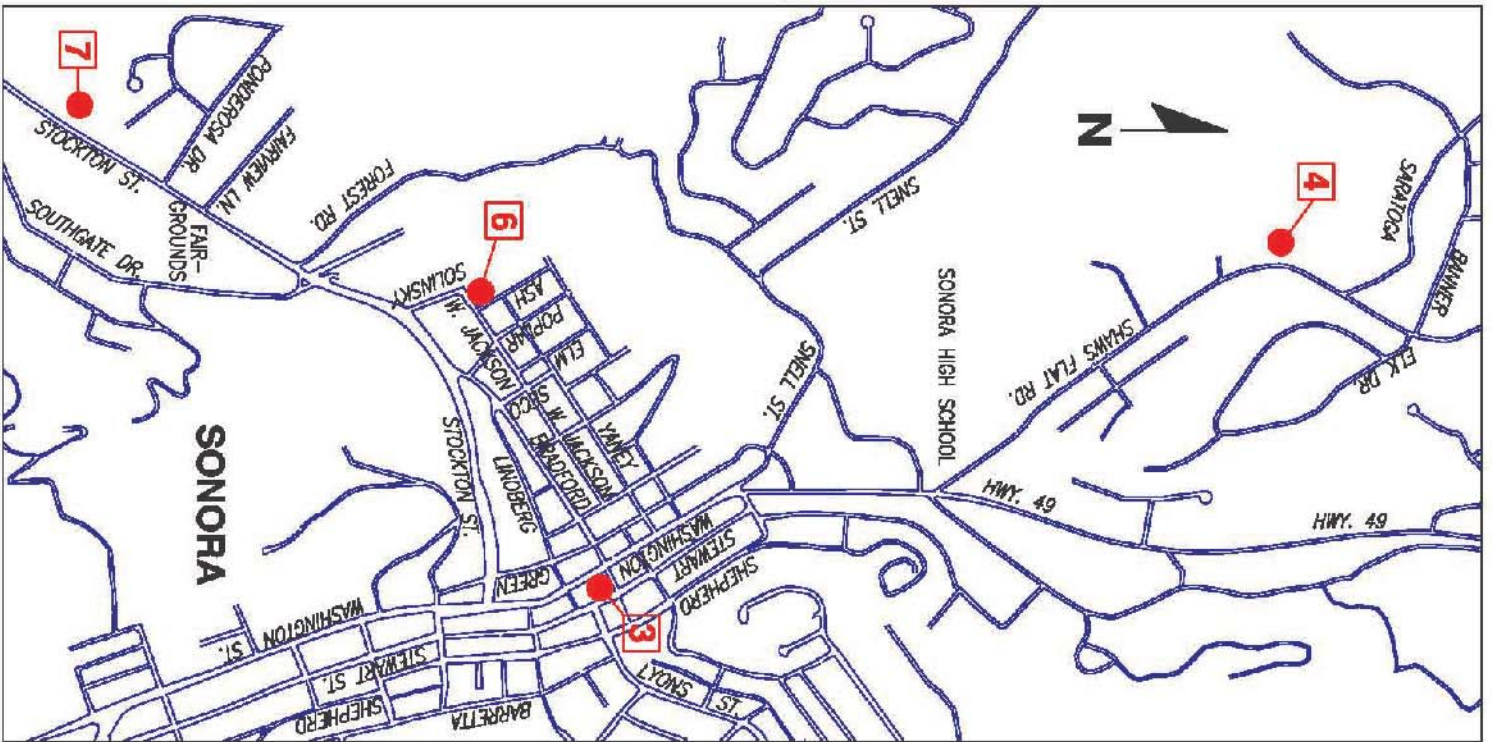 BANNER
SARATOGA
HWY. 49
ELK DR.
4
SHAWS FLAT RD.
HWY. 49
N
SONORA HIGH SCHOOL
SNELL ST.
SNELL ST.
SHEPHERD
STEWART
WASHINGTON
LYONS ST.
3
YANEY
ELM
POPLAR
ASH
S. W. JACKSON
BRADFORD
SECO
W. JACKSON
6
SOLINSKY
LINDBERG
GREEN
STOCKTON ST.
BARRETTA
STEWART ST.
SHEPHERD
WASHINGTON ST.
FOREST RD.
FAIRVIEW LN.
PONDEROSA DR
SONORA
FAIR-
GROUNDS
SOUTHGATE DR.
STOCKTON ST.
7